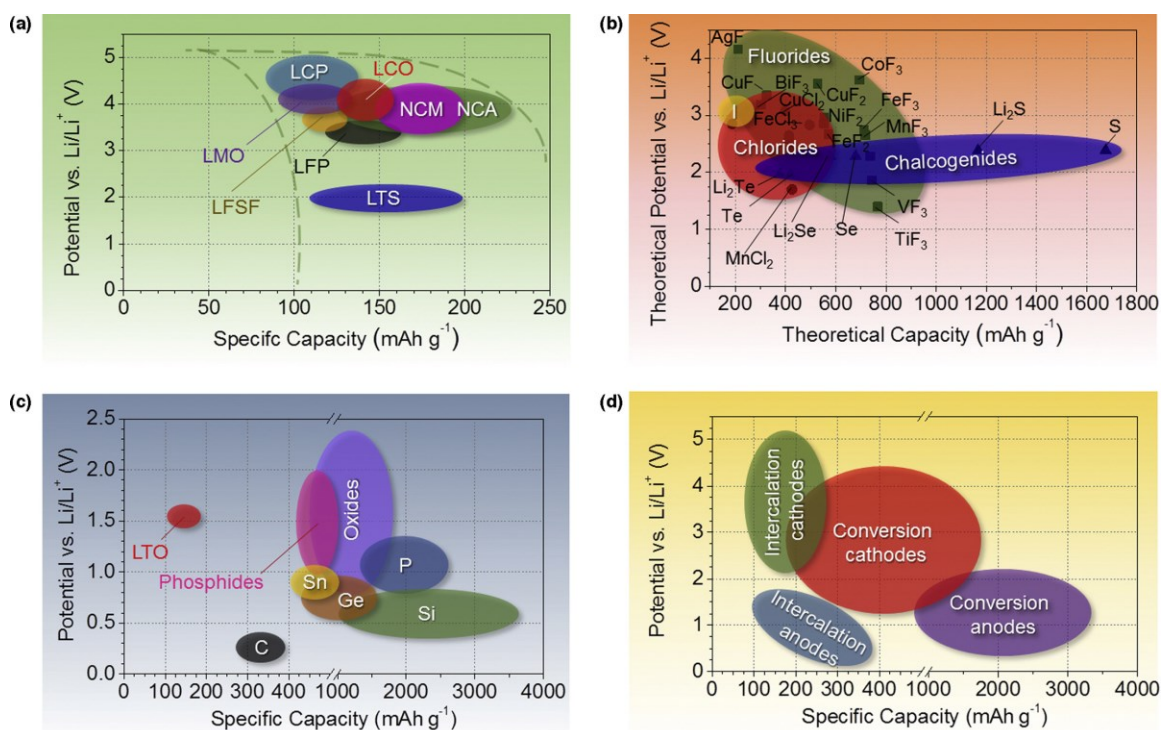 (a)
Potential vs. Li/Li⁺ (V)
5
4
3
2
1
0
LCP
LCO
NCM
NCA
LMO
LFP
LFSF
LTS
0
50
100
150
200
250
Specifc Capacity (mAh g⁻¹)
(b)
Theoretical Potential vs. Li/Li⁺ (V)
4
3
2
1
0
AgF
Fluorides
CoF₃
CuF
BiF₃
CuF₂
FeF₃
Li₂S
S
I
CuCl₂
NiF₂
FeCl₃
MnF₃
FeF₂
Chlorides
Chalcogenides
Li₂Te
Te
Li₂Se
Se
VF₃
TiF₃
MnCl₂
200
400
600
800
1000
1200
1400
1600
1800
Theoretical Capacity (mAh g⁻¹)
(c)
Potential vs. Li/Li⁺ (V)
2.5
2.0
1.5
1.0
0.5
0.0
LTO
Phosphides
Oxides
P
Sn
Ge
Si
C
0
100
200
300
400
500
1000
2000
3000
4000
Specific Capacity (mAh g⁻¹)
(d)
Potential vs. Li/Li⁺ (V)
5
4
3
2
1
0
Intercalation
cathodes
Conversion
cathodes
Intercalation
anodes
Conversion
anodes
0
100
200
300
400
500
1000
2000
3000
4000
Specific Capacity (mAh g⁻¹)